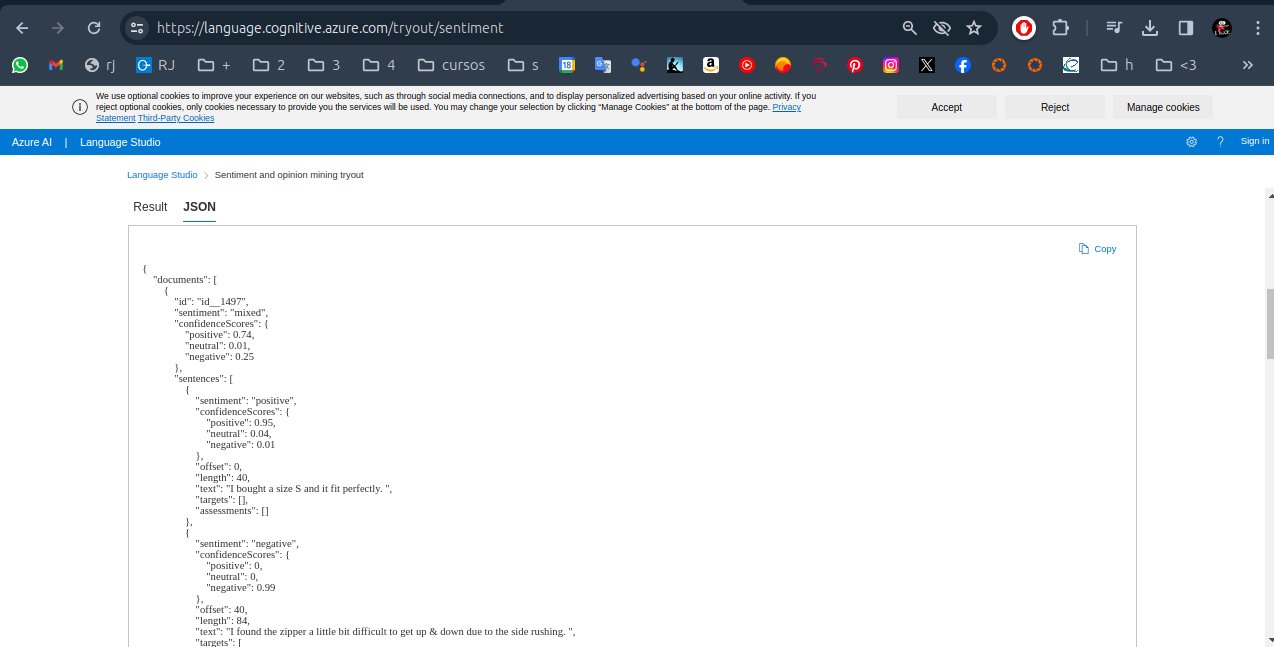 https://language.cognitive.azure.com/tryout/sentiment
rj
RJ
+
2
3
4
cursos
s
18
h
<3
We use optional cookies to improve your experience on our websites, such as through social media connections, and to display personalized advertising based on your online activity. If you
reject optional cookies, only cookies necessary to provide you the services will be used. You may change your selection by clicking “Manage Cookies” at the bottom of the page. Privacy
Statement Third-Party Cookies
Accept
Reject
Manage cookies
Azure AI | Language Studio
? Sign in
Language Studio > Sentiment and opinion mining tryout
Result JSON
Copy
{
"documents": [
{
"id": "id__1497",
"sentiment": "mixed",
"confidenceScores": {
"positive": 0.74,
"neutral": 0.01,
"negative": 0.25
},
"sentences": [
{
"sentiment": "positive",
"confidenceScores": {
"positive": 0.95,
"neutral": 0.04,
"negative": 0.01
},
"offset": 0,
"length": 40,
"text": "I bought a size S and it fit perfectly. ",
"targets": [],
"assessments": []
},
{
"sentiment": "negative",
"confidenceScores": {
"positive": 0,
"neutral": 0,
"negative": 0.99
},
"offset": 40,
"length": 84,
"text": "I found the zipper a little bit difficult to get up & down due to the side rushing. ",
"targets": [